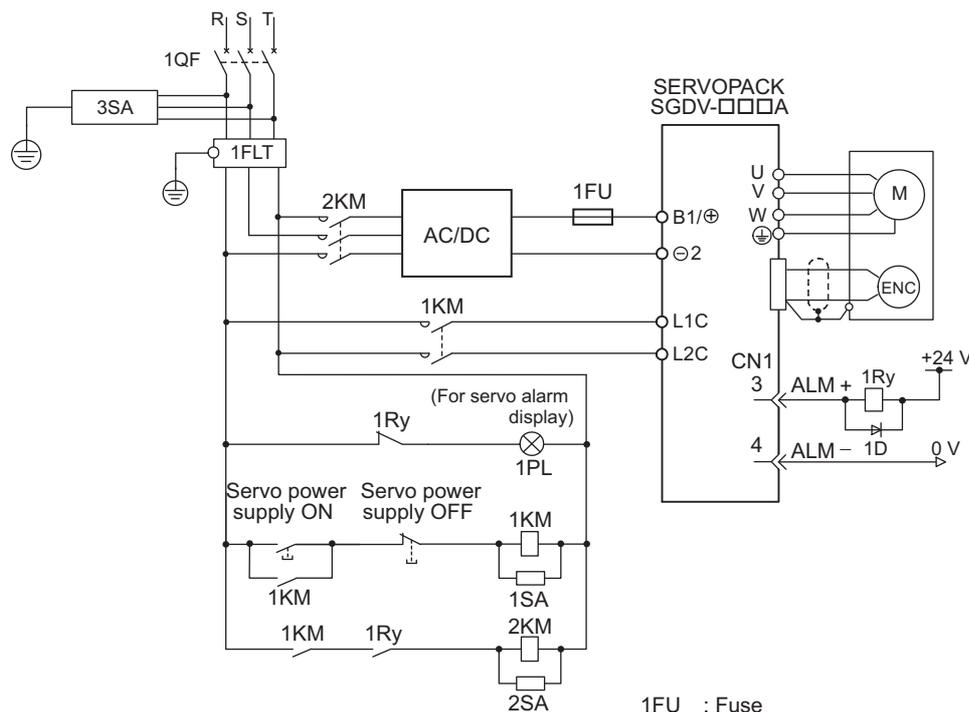 R S T
1QF
3SA
1FLT
SERVOPACK
SGDV-□□□A
2KM
AC/DC
1FU
B1/⊕
⊖2
U
V
W
M
ENC
1KM
L1C
L2C
CN1
+24 V
3 ALM + 1Ry
1D
4 ALM − 0 V
(For servo alarm
display)
1Ry
1PL
Servo power
supply ON
Servo power
supply OFF
1KM
1KM
1SA
1KM 1Ry 2KM
2SA
1FU : Fuse